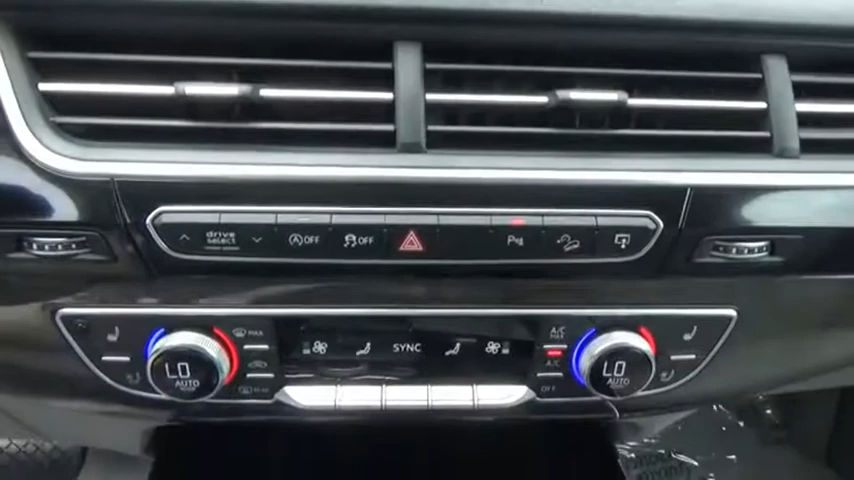 drive
select
OFF
OFF
P
MAX
SYNC
A/C
MAX
A/C
OFF
LO
AUTO
LO
AUTO